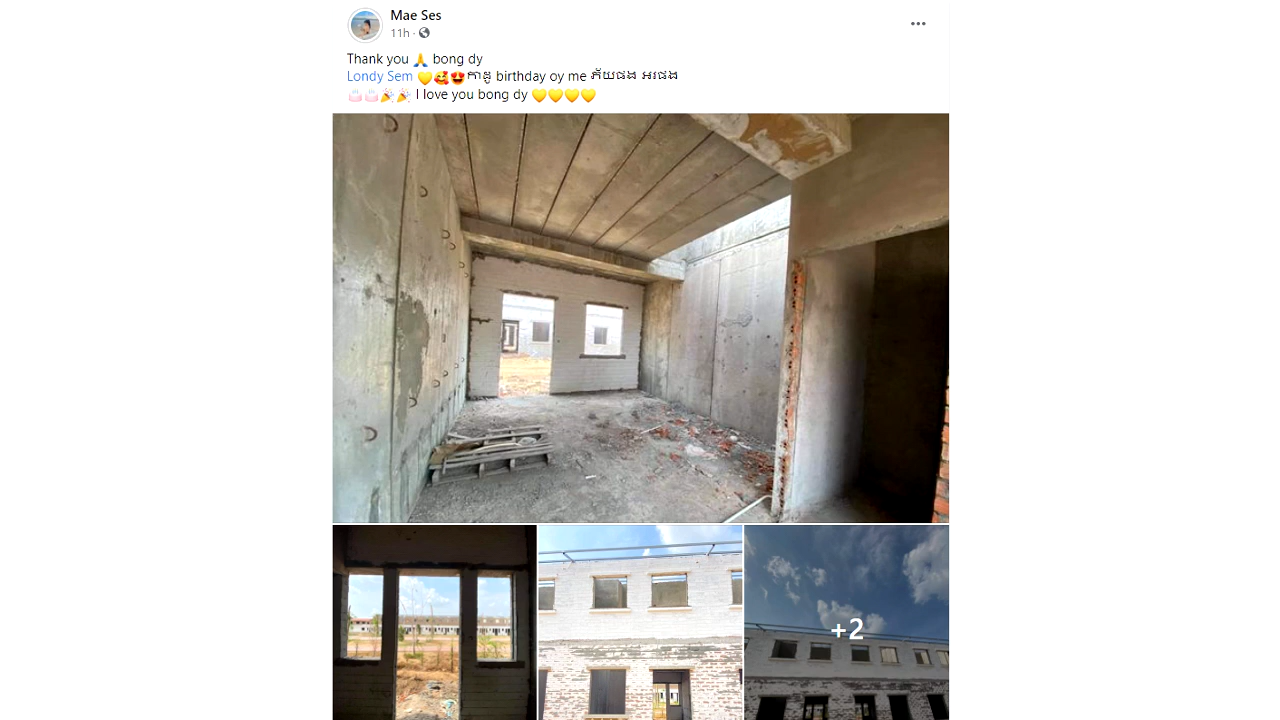 Mae Ses
11h ·
Thank you 🙏 bong dy
Londy Sem 💛🥰😍កាដូ birthday oy me ភ័យផង អរផង
🎂🎂🎉🎉 I love you bong dy 💛💛💛💛
+2